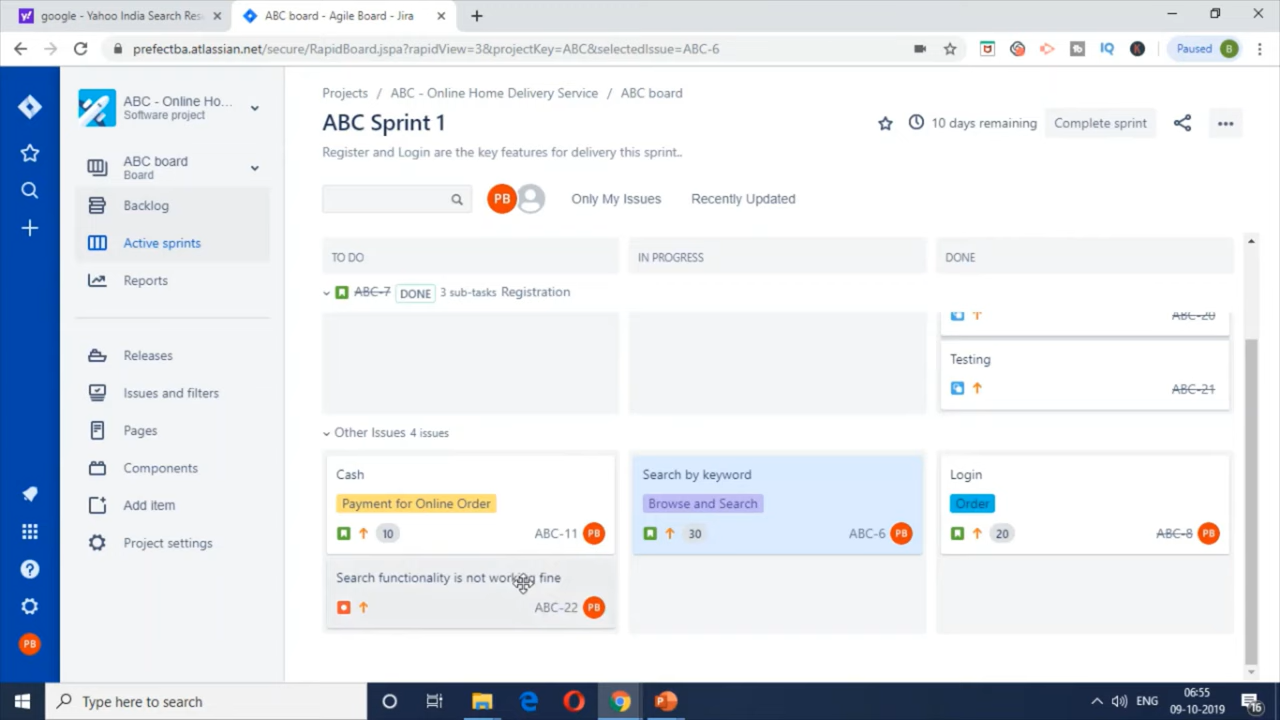 google - Yahoo India Search Res
ABC board - Agile Board - Jira
prefectba.atlassian.net/secure/RapidBoard.jspa?rapidView=3&projectKey=ABC&selectedIssue=ABC-6
IQ
K
Paused B
ABC - Online Ho...
Software project
ABC board
Board
Backlog
Active sprints
Reports
Releases
Issues and filters
Pages
Components
Add item
Project settings
PB
Projects / ABC - Online Home Delivery Service / ABC board
ABC Sprint 1
10 days remaining
Complete sprint
Register and Login are the key features for delivery this sprint..
PB
Only My Issues
Recently Updated
TO DO
IN PROGRESS
DONE
ABC-7 DONE 3 sub-tasks Registration
ABC-20
Testing
ABC-21
Other Issues 4 issues
Cash
Payment for Online Order
10 ABC-11 PB
Search functionality is not working fine
ABC-22 PB
Search by keyword
Browse and Search
30 ABC-6 PB
Login
Order
20 ABC-8 PB
Type here to search
ENG
06:55
09-10-2019
16